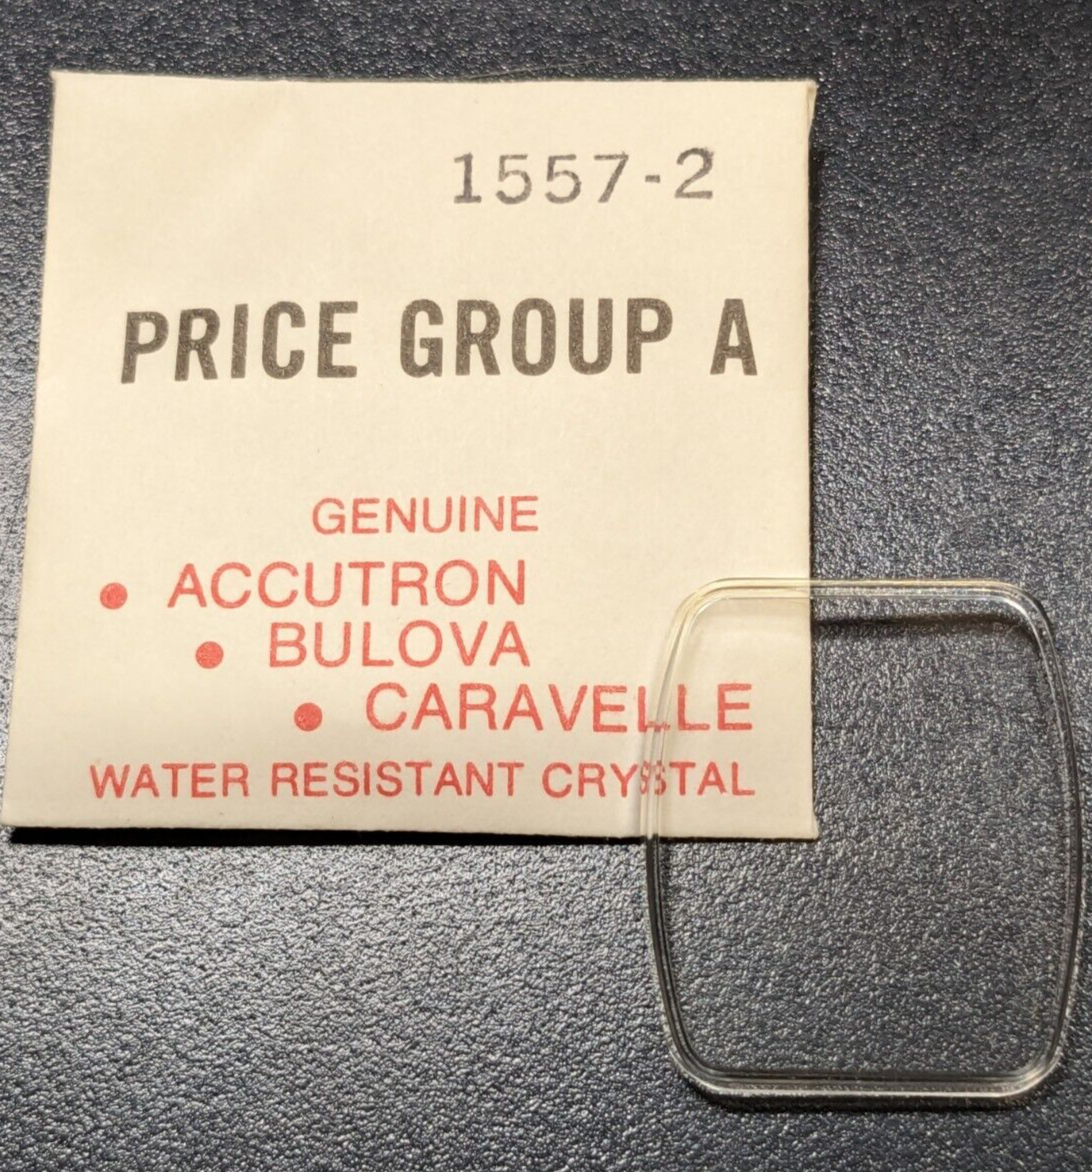 1557-2
PRICE GROUP A
GENUINE
• ACCUTRON
• BULOVA
• CARAVELLE
WATER RESISTANT CRYSTAL